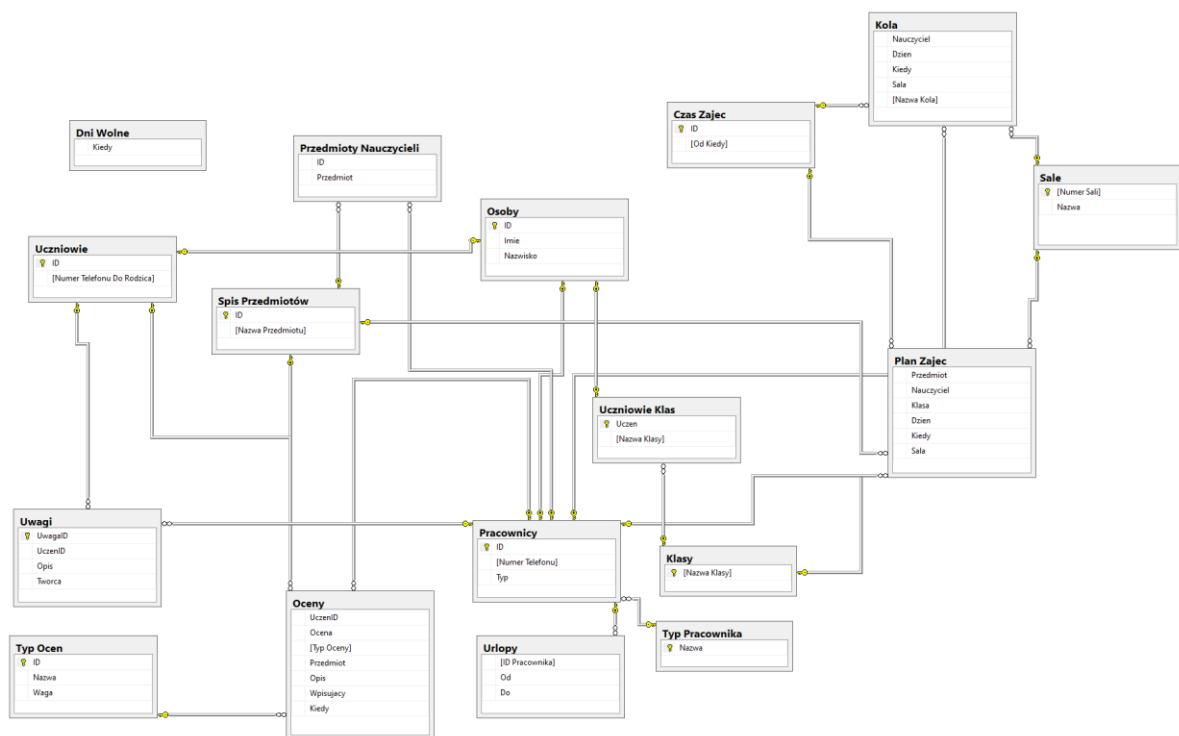 Kola
Nauczyciel
Dzien
Kiedy
Sala
[Nazwa Kola]
Czas Zajec
ID
[Od Kiedy]
Dni Wolne
Kiedy
Przedmioty Nauczycieli
ID
Przedmiot
Sale
[Numer Sali]
Nazwa
Osoby
ID
Imie
Nazwisko
Uczniowie
ID
[Numer Telefonu Do Rodzica]
Spis Przedmiotów
ID
[Nazwa Przedmiotu]
Plan Zajec
Przedmiot
Nauczyciel
Klasa
Dzien
Kiedy
Sala
Uczniowie Klas
Uczen
[Nazwa Klasy]
Uwagi
UwagaID
UczenID
Opis
Tworca
Pracownicy
ID
[Numer Telefonu]
Typ
Klasy
[Nazwa Klasy]
Oceny
UczenID
Ocena
[Typ Oceny]
Przedmiot
Opis
Wpisujacy
Kiedy
Typ Ocen
ID
Nazwa
Waga
Urlopy
[ID Pracownika]
Od
Do
Typ Pracownika
Nazwa